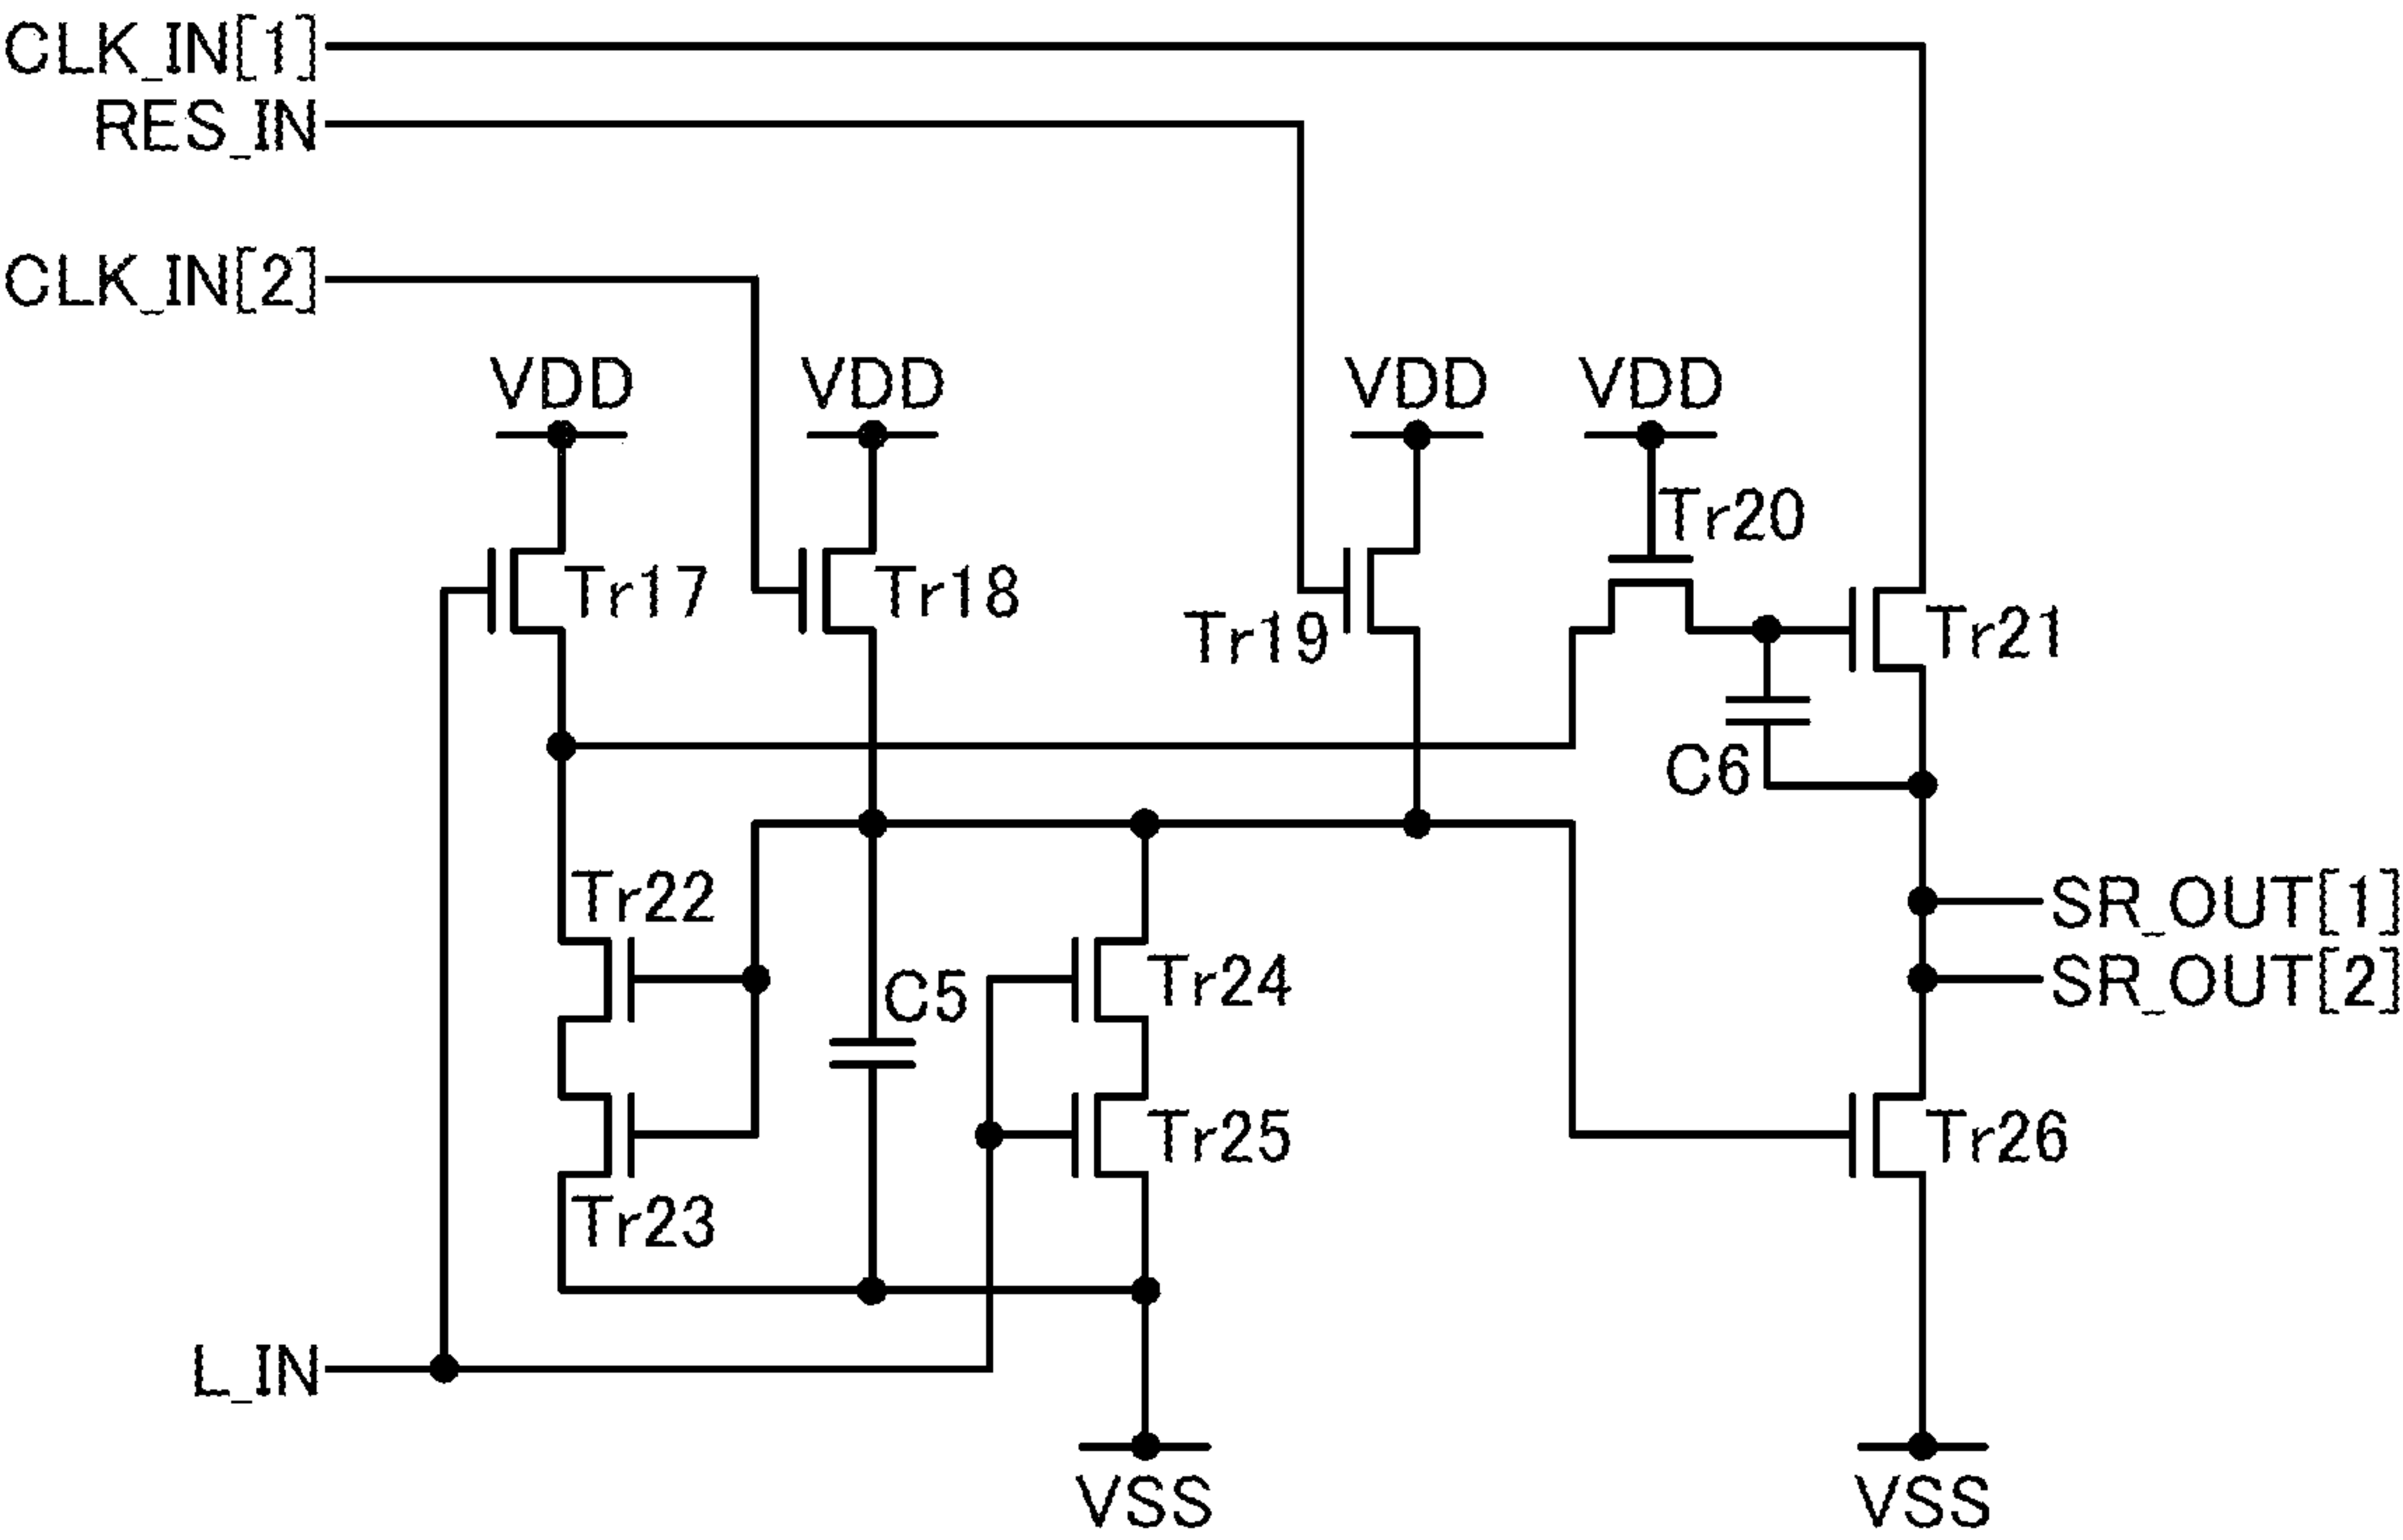 CLK_IN[1]
RES_IN
CLK_IN[2]
VDD VDD VDD VDD
Tr20
Tr17 Tr18 Tr19 Tr21
C6
Tr22 SR_OUT[1]
C5 Tr24 SR_OUT[2]
Tr25 Tr26
Tr23
L_IN
VSS VSS